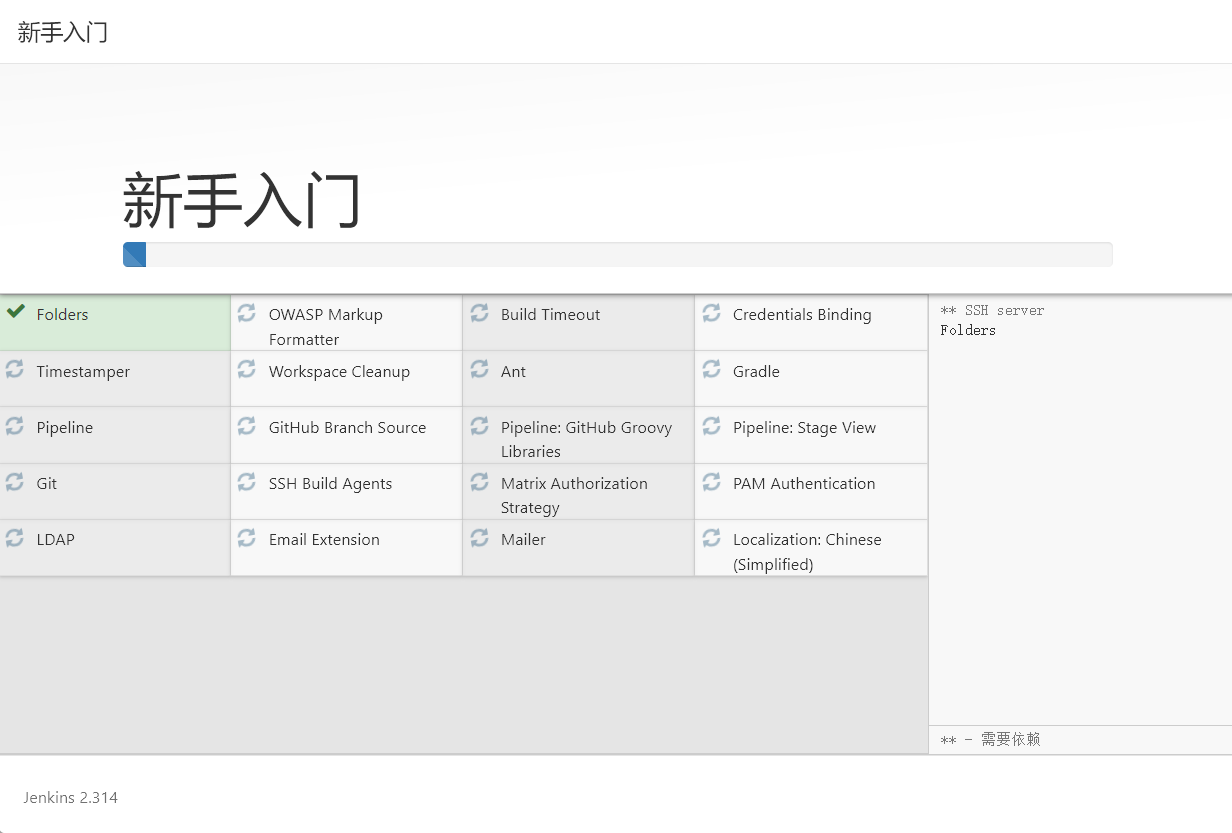 新手入门
新手入门
Folders
OWASP Markup
Formatter
Build Timeout
Credentials Binding
Timestamper
Workspace Cleanup
Ant
Gradle
Pipeline
GitHub Branch Source
Pipeline: GitHub Groovy
Libraries
Pipeline: Stage View
Git
SSH Build Agents
Matrix Authorization
Strategy
PAM Authentication
LDAP
Email Extension
Mailer
Localization: Chinese
(Simplified)
** SSH server
Folders
** - 需要依赖
Jenkins 2.314